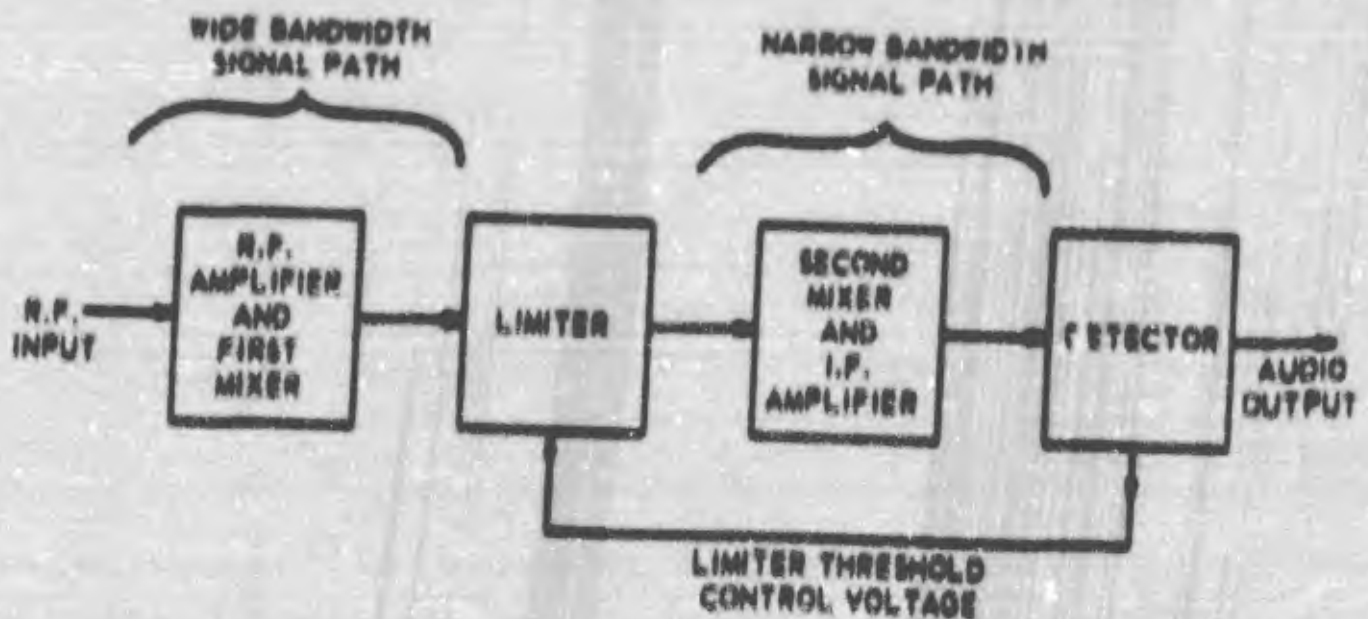 WIDE BANDWIDTH
SIGNAL PATH
NARROW BANDWIDTH
SIGNAL PATH
R.F.
INPUT
R.F.
AMPLIFIER
AND
FIRST
MIXER
LIMITER
SECOND
MIXER
AND
I.F.
AMPLIFIER
DETECTOR
AUDIO
OUTPUT
LIMITER THRESHOLD
CONTROL VOLTAGE